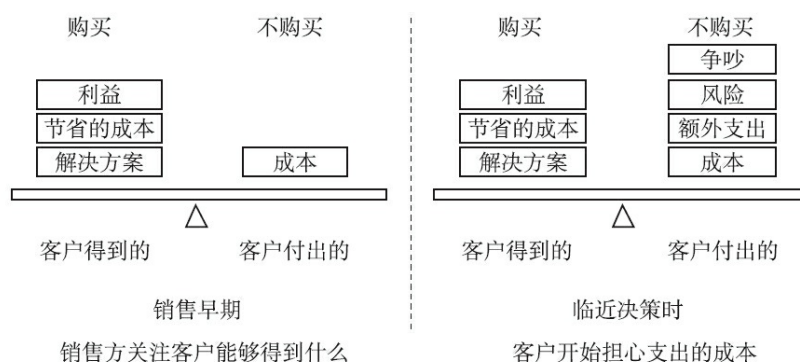 购买
不购买
利益
节省的成本
解决方案
成本
客户得到的
客户付出的
销售早期
销售方关注客户能够得到什么
购买
不购买
争吵
利益
风险
节省的成本
额外支出
解决方案
成本
客户得到的
客户付出的
临近决策时
客户开始担心支出的成本